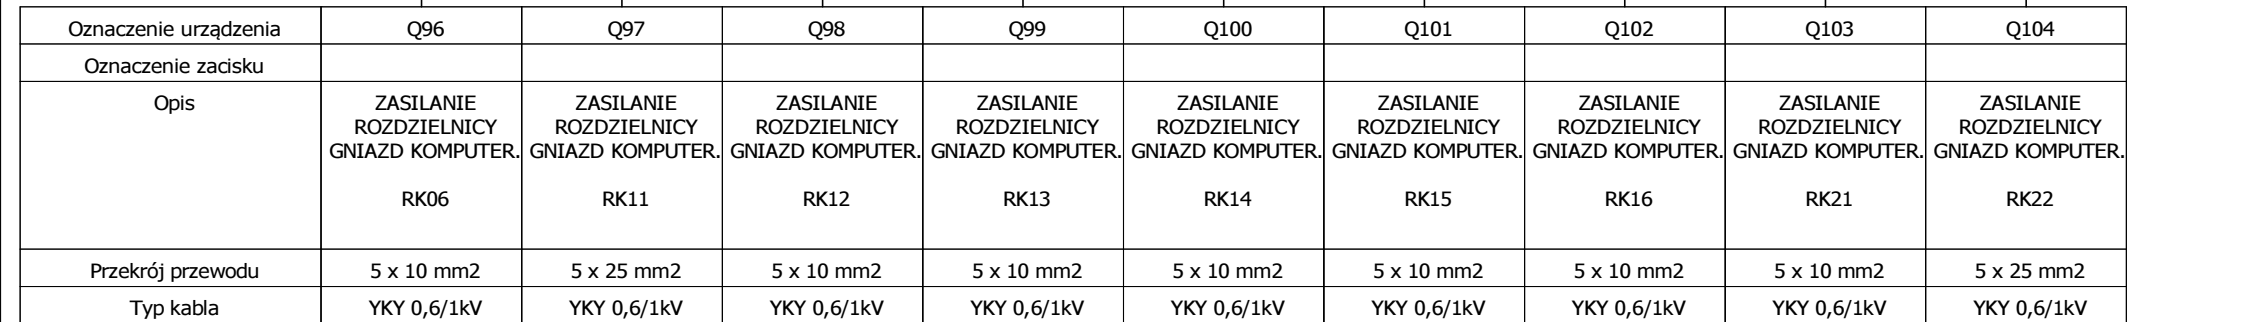 Oznaczenie urządzenia Q96 Q97 Q98 Q99 Q100 Q101 Q102 Q103 Q104
Oznaczenie zacisku
Opis ZASILANIE ZASILANIE ZASILANIE ZASILANIE ZASILANIE ZASILANIE ZASILANIE ZASILANIE ZASILANIE
ROZDZIELNICY ROZDZIELNICY ROZDZIELNICY ROZDZIELNICY ROZDZIELNICY ROZDZIELNICY ROZDZIELNICY ROZDZIELNICY ROZDZIELNICY
GNIAZD KOMPUTER. GNIAZD KOMPUTER. GNIAZD KOMPUTER. GNIAZD KOMPUTER. GNIAZD KOMPUTER. GNIAZD KOMPUTER. GNIAZD KOMPUTER. GNIAZD KOMPUTER. GNIAZD KOMPUTER.
RK06 RK11 RK12 RK13 RK14 RK15 RK16 RK21 RK22
Przekrój przewodu 5 x 10 mm2 5 x 25 mm2 5 x 10 mm2 5 x 10 mm2 5 x 10 mm2 5 x 10 mm2 5 x 10 mm2 5 x 10 mm2 5 x 25 mm2
Typ kabla YKY 0,6/1kV YKY 0,6/1kV YKY 0,6/1kV YKY 0,6/1kV YKY 0,6/1kV YKY 0,6/1kV YKY 0,6/1kV YKY 0,6/1kV YKY 0,6/1kV